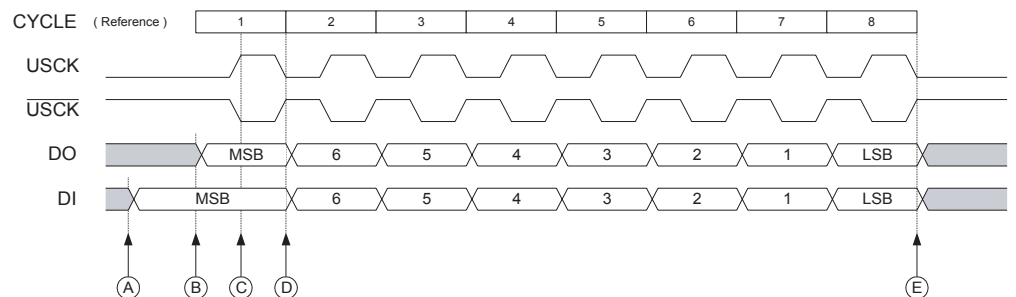 CYCLE ( Reference ) 1 2 3 4 5 6 7 8
USCK
USCK
DO MSB 6 5 4 3 2 1 LSB
DI MSB 6 5 4 3 2 1 LSB
A B C D E